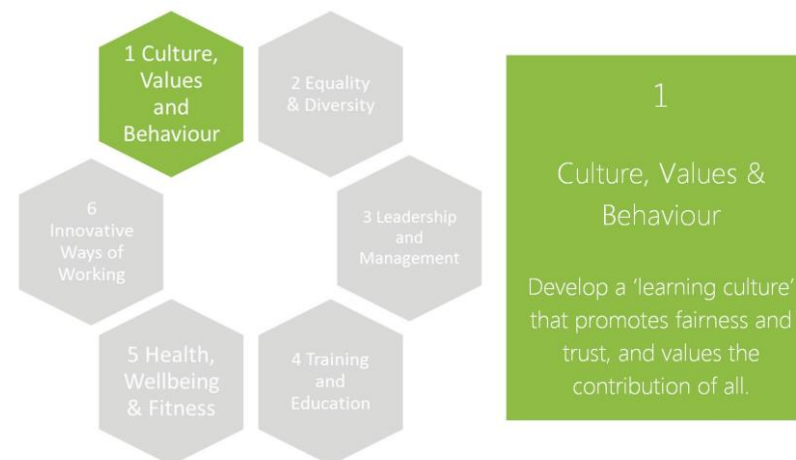 1 Culture,
Values
and
Behaviour
2 Equality
& Diversity
3 Leadership
and
Management
4 Training
and
Education
5 Health,
Wellbeing
& Fitness
6
Innovative
Ways of
Working
1
Culture, Values &
Behaviour
Develop a ‘learning culture’
that promotes fairness and
trust, and values the
contribution of all.